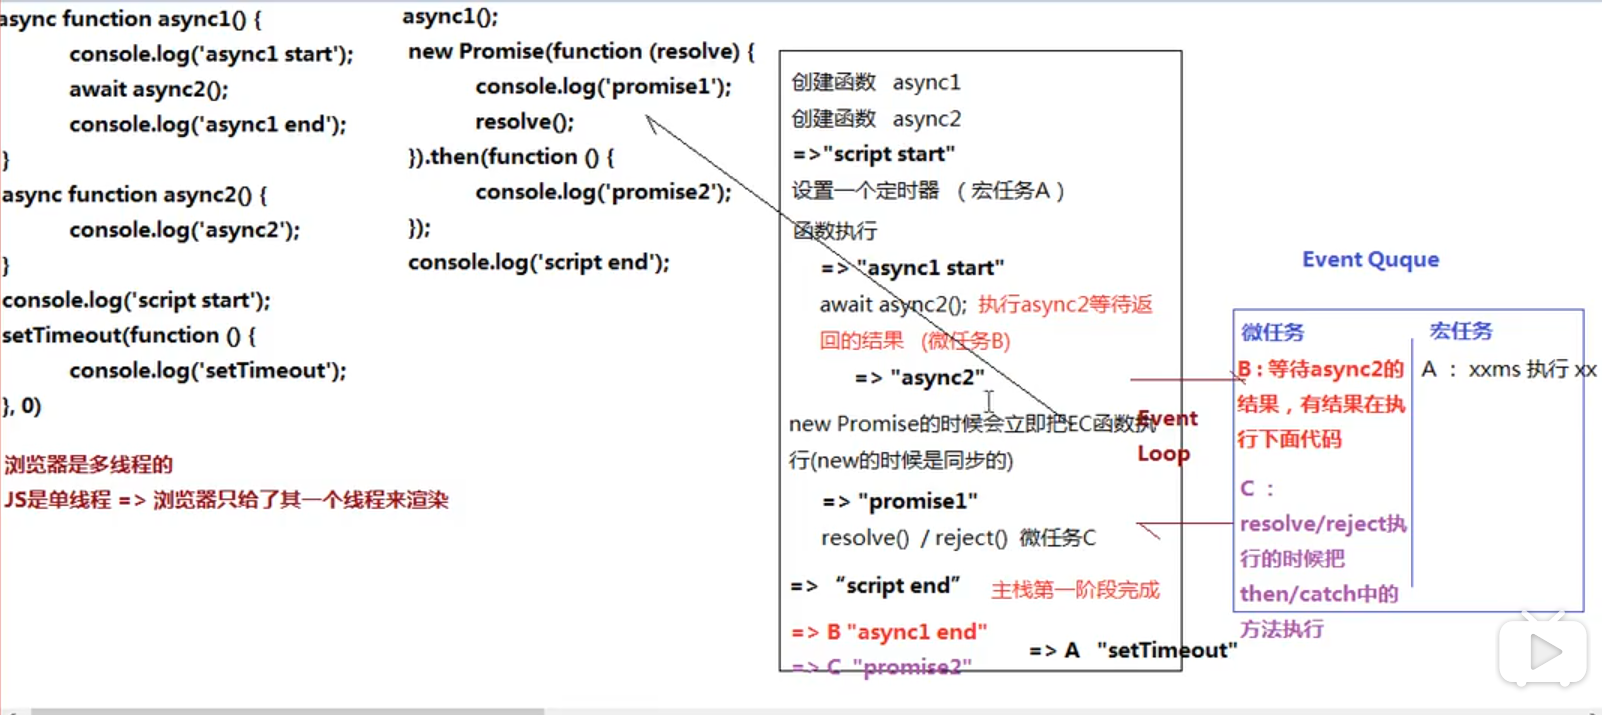 async function async1() {
console.log('async1 start');
await async2();
console.log('async1 end');
}
async function async2() {
console.log('async2');
}
console.log('script start');
setTimeout(function () {
console.log('setTimeout');
}, 0)
浏览器是多线程的
JS是单线程 => 浏览器只给了其一个线程来渲染
async1();
new Promise(function (resolve) {
console.log('promise1');
resolve();
}).then(function () {
console.log('promise2');
});
console.log('script end');
创建函数 async1
创建函数 async2
=>"script start"
设置一个定时器 （宏任务A ）
函数执行
=> "async1 start"
await async2(); 执行async2等待返
回的结果 (微任务B)
=> "async2"
new Promise的时候会立即把EC函数执
行(new的时候是同步的)
=> "promise1"
resolve() / reject() 微任务C
=> “script end” 主栈第一阶段完成
=> B "async1 end"
=> C "promise2"
=> A "setTimeout"
Event
Loop
Event Quque
微任务
B : 等待async2的
结果，有结果在执
行下面代码
C ：
resolve/reject执
行的时候把
then/catch中的
方法执行
宏任务
A ： xxms 执行 xx